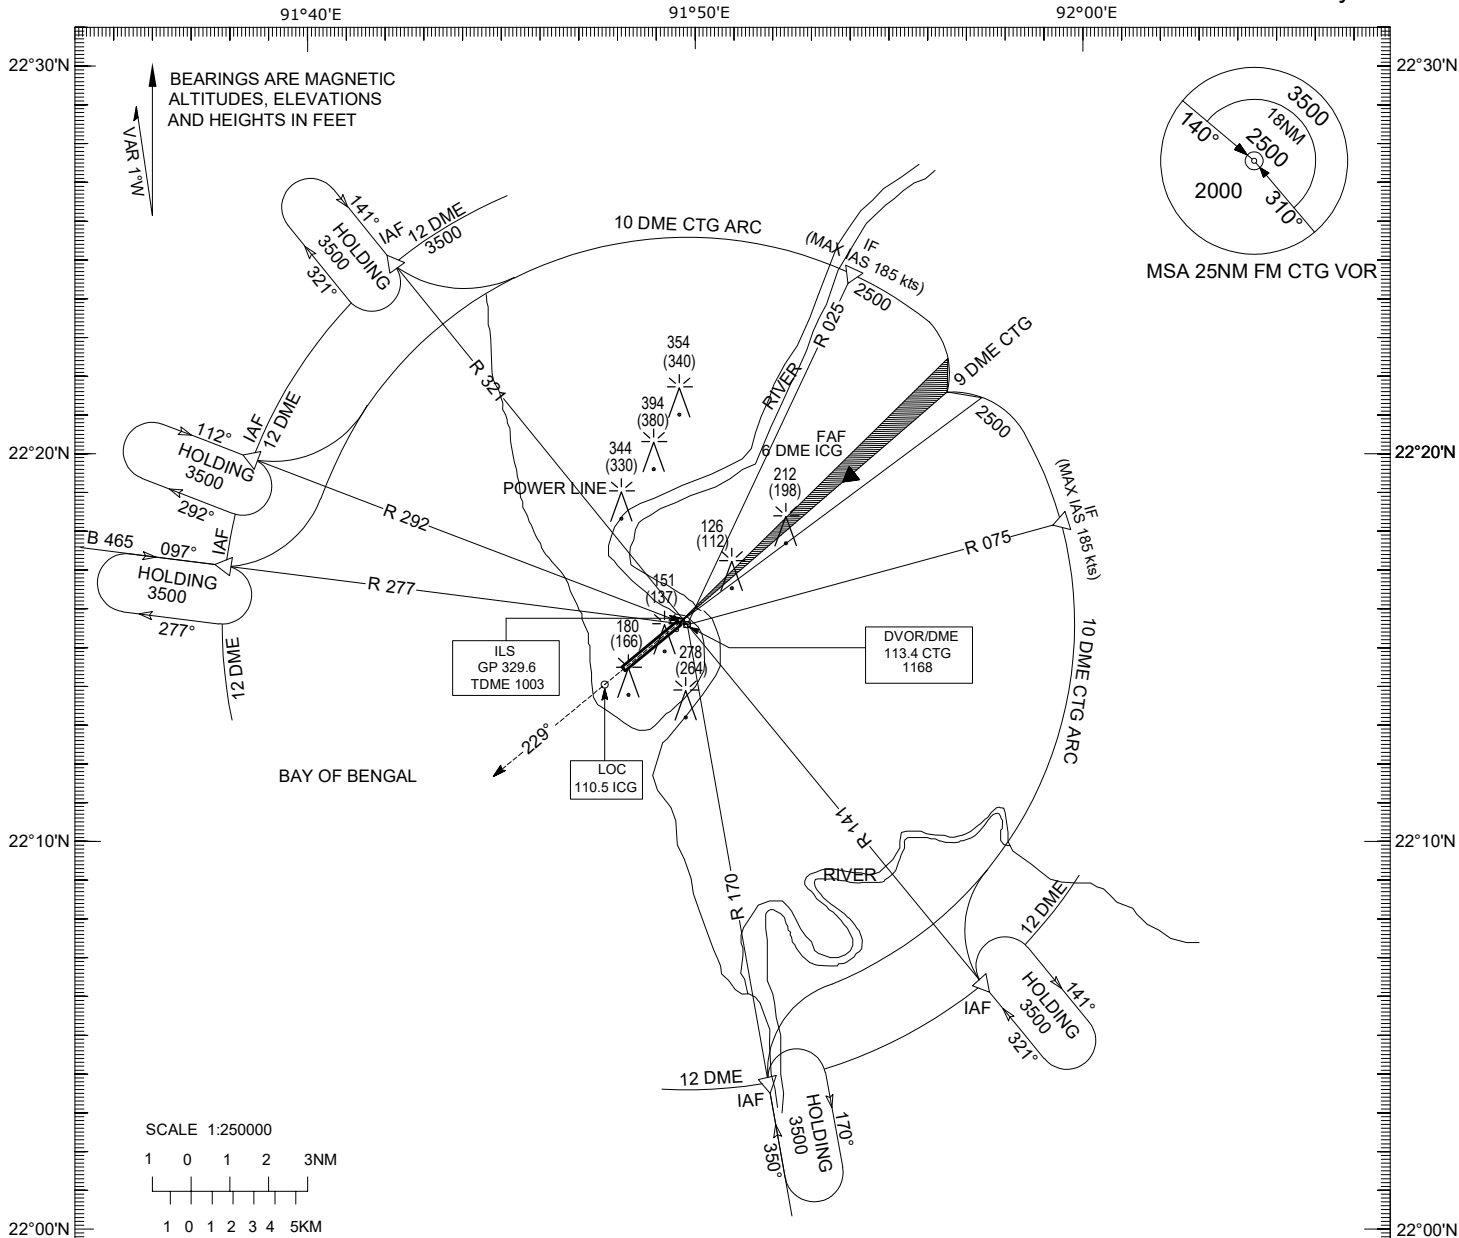 91°40'E
91°50'E
92°00'E
22°30'N
22°30'N
BEARINGS ARE MAGNETIC
ALTITUDES, ELEVATIONS
AND HEIGHTS IN FEET
VAR 1°W
3500
18NM
2500
140°
2000
310°
MSA 25NM FM CTG VOR
141°
HOLDING
3500
321°
IAF
12 DME
3500
10 DME CTG ARC
IF
(MAX IAS 185 kts)
2500
R 025
R 321
354
(340)
394
(380)
344
(330)
POWER LINE
RIVER
9 DME CTG
2500
FAF
6 DME ICG
212
(198)
126
(112)
22°20'N
22°20'N
112°
HOLDING
3500
292°
IAF
12 DME
R 292
IF
(MAX IAS 185 kts)
R 075
B 465
097°
HOLDING
3500
277°
IAF
R 277
12 DME
151
(137)
180
(166)
278
(264)
ILS
GP 329.6
TDME 1003
DVOR/DME
113.4 CTG
1168
10 DME CTG ARC
229°
LOC
110.5 ICG
BAY OF BENGAL
22°10'N
22°10'N
R 141
R 170
RIVER
12 DME
141°
HOLDING
3500
321°
IAF
12 DME
IAF
170°
HOLDING
3500
350°
SCALE 1:250000
1 0 1 2 3NM
1 0 1 2 3 4 5KM
22°00'N
22°00'N